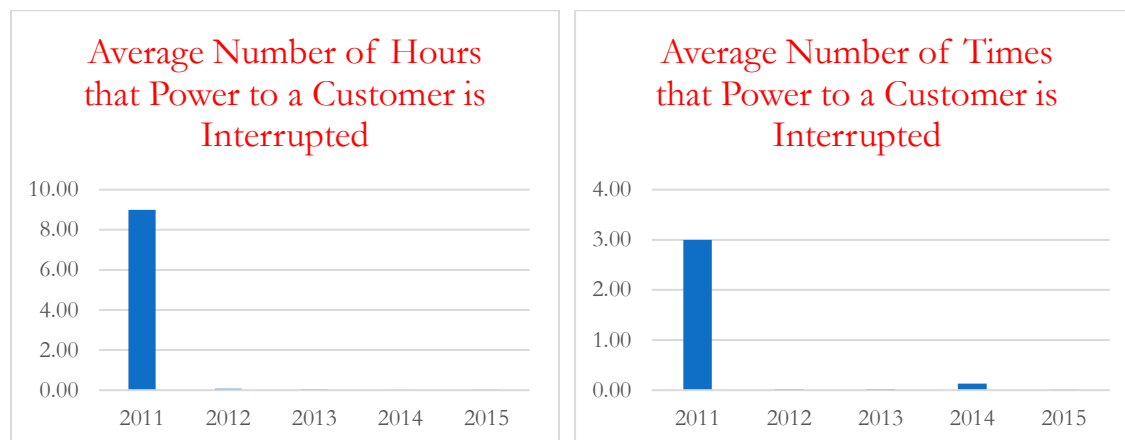 Average Number of Hours
that Power to a Customer is
Interrupted
10.00
8.00
6.00
4.00
2.00
0.00
2011 2012 2013 2014 2015
Average Number of Times
that Power to a Customer is
Interrupted
4.00
3.00
2.00
1.00
0.00
2011 2012 2013 2014 2015